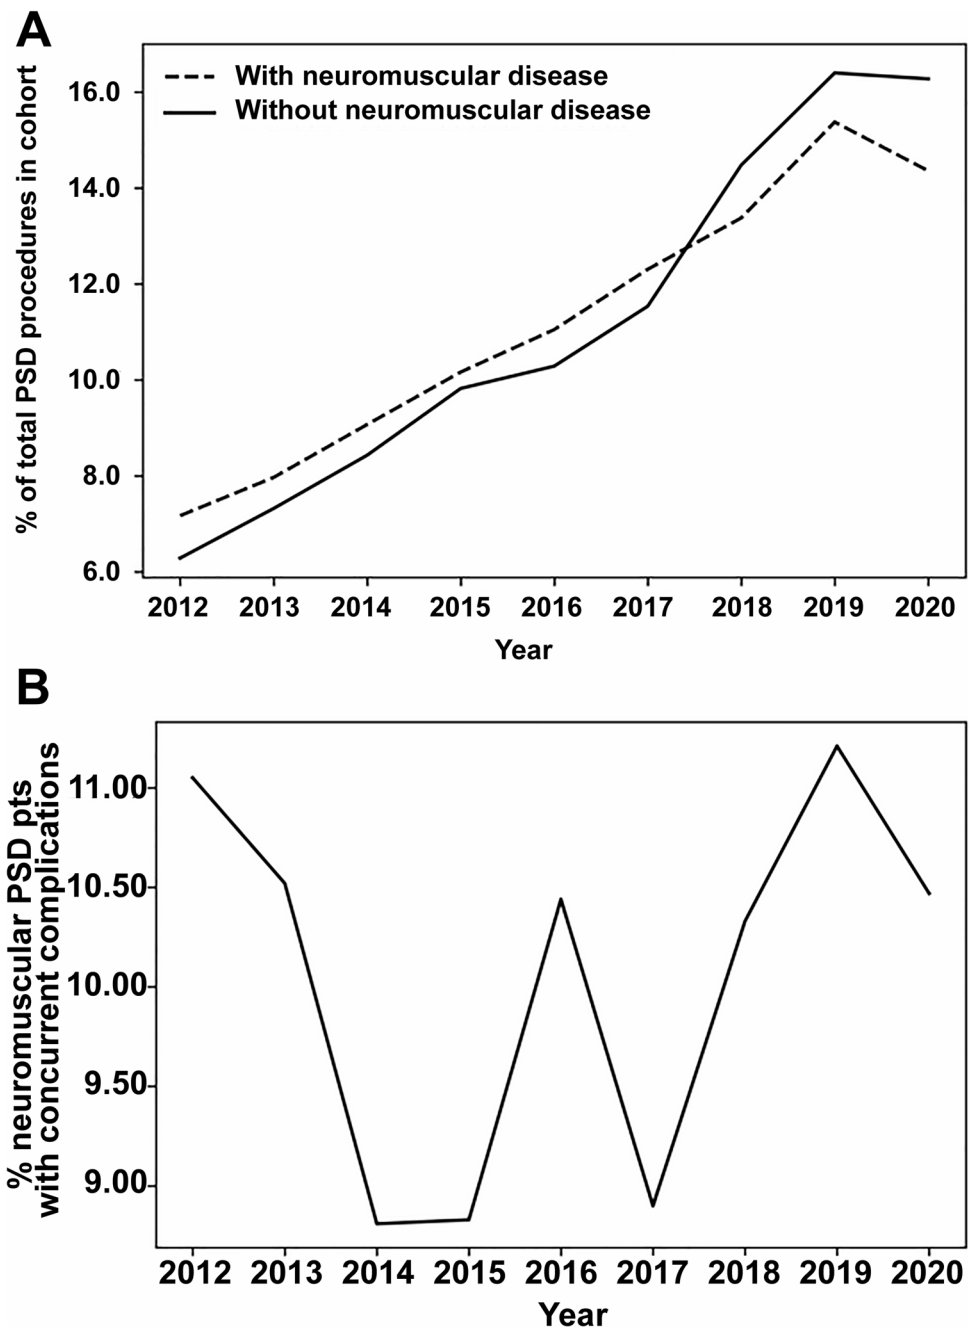 A
% of total PSD procedures in cohort
With neuromuscular disease
Without neuromuscular disease
16.0
14.0
12.0
10.0
8.0
6.0
2012 2013 2014 2015 2016 2017 2018 2019 2020
Year
B
% neuromuscular PSD pts
with concurrent complications
11.00
10.50
10.00
9.50
9.00
2012 2013 2014 2015 2016 2017 2018 2019 2020
Year